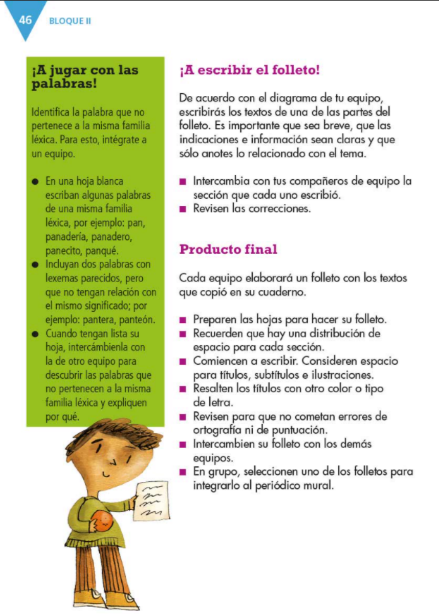 46 BLOQUE II
¡A jugar con las
palabras!
Identifica la palabra que no
pertenece a la misma familia
léxica. Para esto, intégrate a
un equipo.
● En una hoja blanca
escriban algunas palabras
de una misma familia
léxica, por ejemplo: pan,
panadería, panadero,
panecito, panqué.
● Incluyan dos palabras con
lexemas parecidos, pero
que no tengan relación con
el mismo significado; por
ejemplo: pantera, panteón.
● Cuando tengan lista su
hoja, intercámbienla con
la de otro equipo para
descubrir las palabras que
no pertenecen a la misma
familia léxica y expliquen
por qué.
¡A escribir el folleto!
De acuerdo con el diagrama de tu equipo,
escribirás los textos de una de las partes del
folleto. Es importante que sea breve, que las
indicaciones e información sean claras y que
sólo anotes lo relacionado con el tema.
■ Intercambia con tus compañeros de equipo la
sección que cada uno escribió.
■ Revisen las correcciones.
Producto final
Cada equipo elaborará un folleto con los textos
que copió en su cuaderno.
■ Preparen las hojas para hacer su folleto.
■ Recuerden que hay una distribución de
espacio para cada sección.
■ Comiencen a escribir. Consideren espacio
para títulos, subtítulos e ilustraciones.
■ Resalten los títulos con otro color o tipo
de letra.
■ Revisen para que no cometan errores de
ortografía ni de puntuación.
■ Intercambien su folleto con los demás
equipos.
■ En grupo, seleccionen uno de los folletos para
integrarlo al periódico mural.